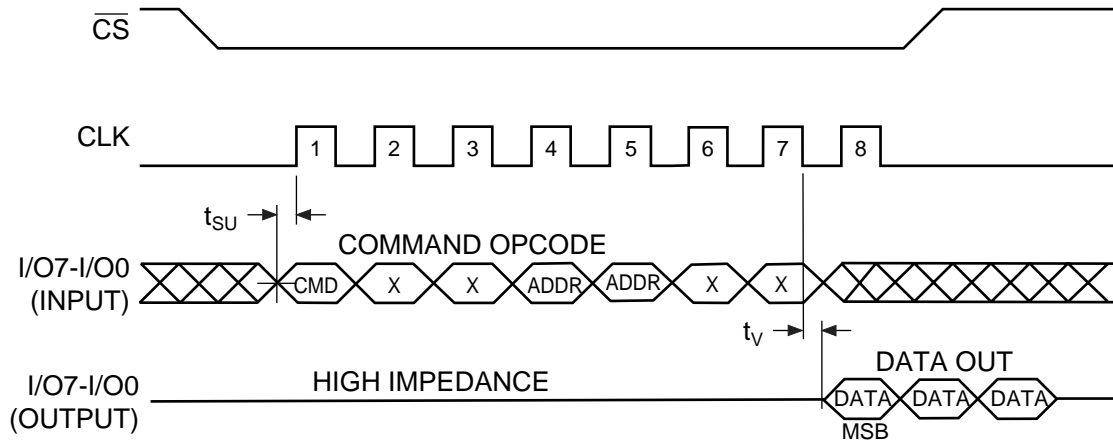 CS
CLK
1 2 3 4 5 6 7 8
tSU
COMMAND OPCODE
I/O7-I/O0
(INPUT)
CMD X X ADDR ADDR X X
tV
DATA OUT
I/O7-I/O0
(OUTPUT)
HIGH IMPEDANCE
DATA DATA DATA
MSB